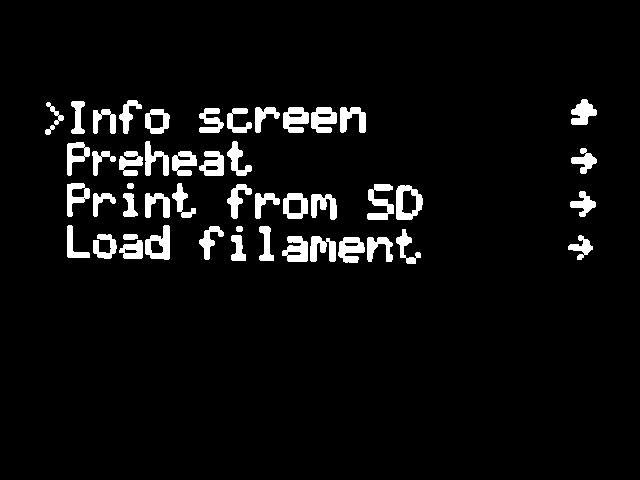 >Info screen ↑
Preheat →
Print from SD →
Load filament →